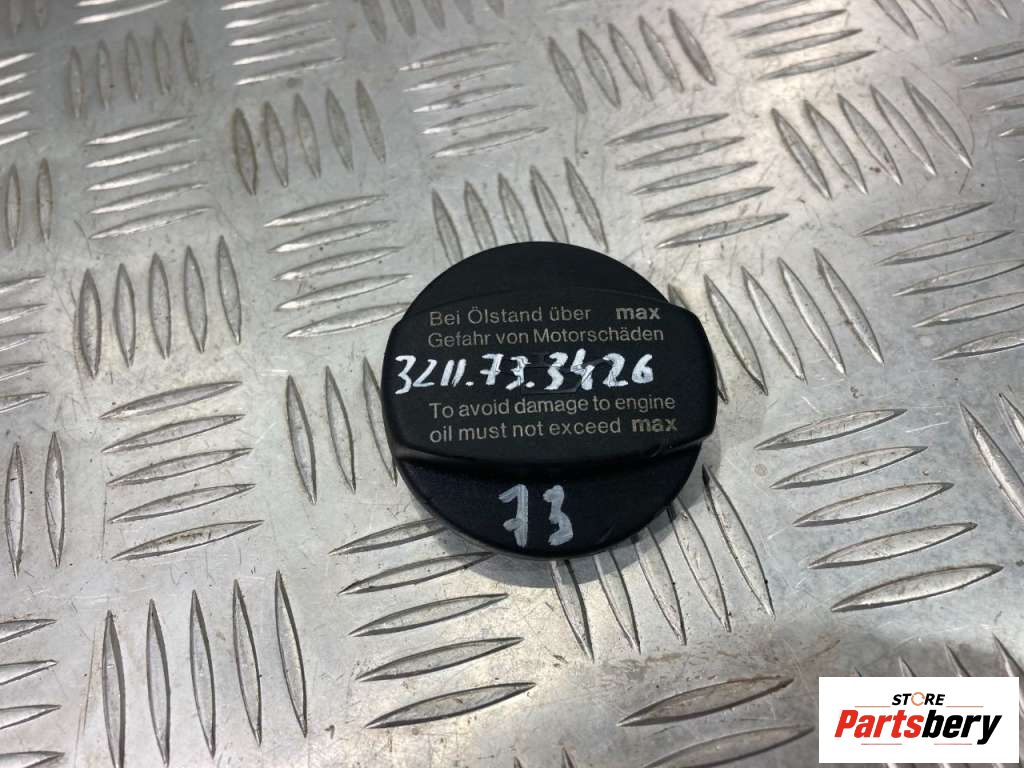 Bei Ölstand über max
Gefahr von Motorschäden
3211.73.3426
To avoid damage to engine
oil must not exceed max
73
STORE
Partsbery